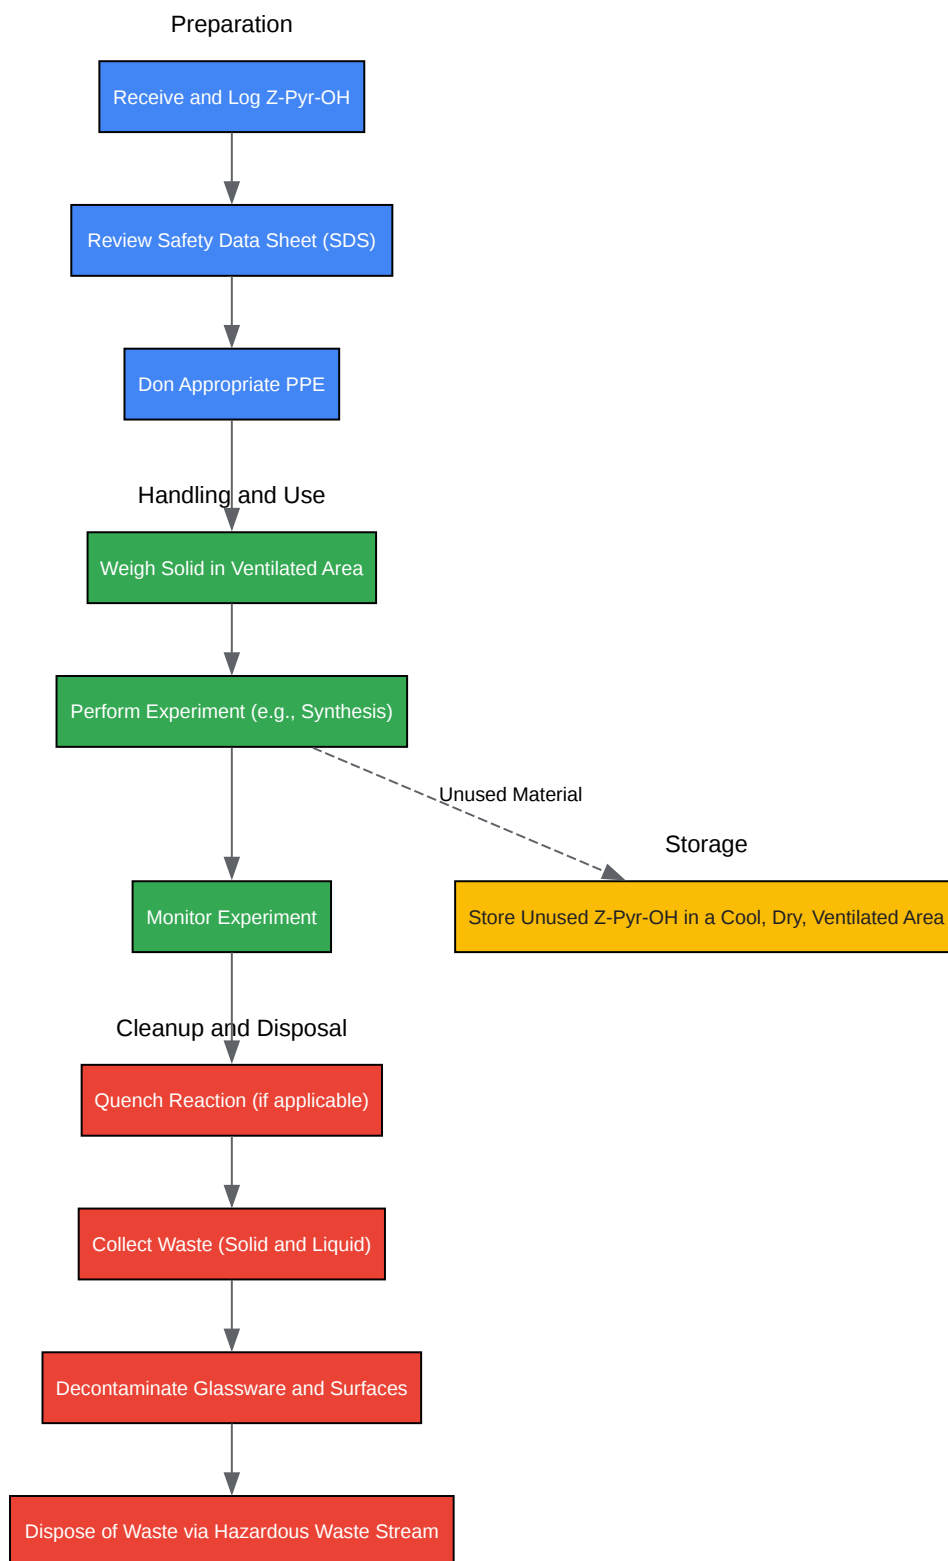 Preparation
Receive and Log Z-Pyr-OH
Review Safety Data Sheet (SDS)
Don Appropriate PPE
Handling and Use
Weigh Solid in Ventilated Area
Perform Experiment (e.g., Synthesis)
Unused Material
Storage
Monitor Experiment
Store Unused Z-Pyr-OH in a Cool, Dry, Ventilated Area
Cleanup and Disposal
Quench Reaction (if applicable)
Collect Waste (Solid and Liquid)
Decontaminate Glassware and Surfaces
Dispose of Waste via Hazardous Waste Stream